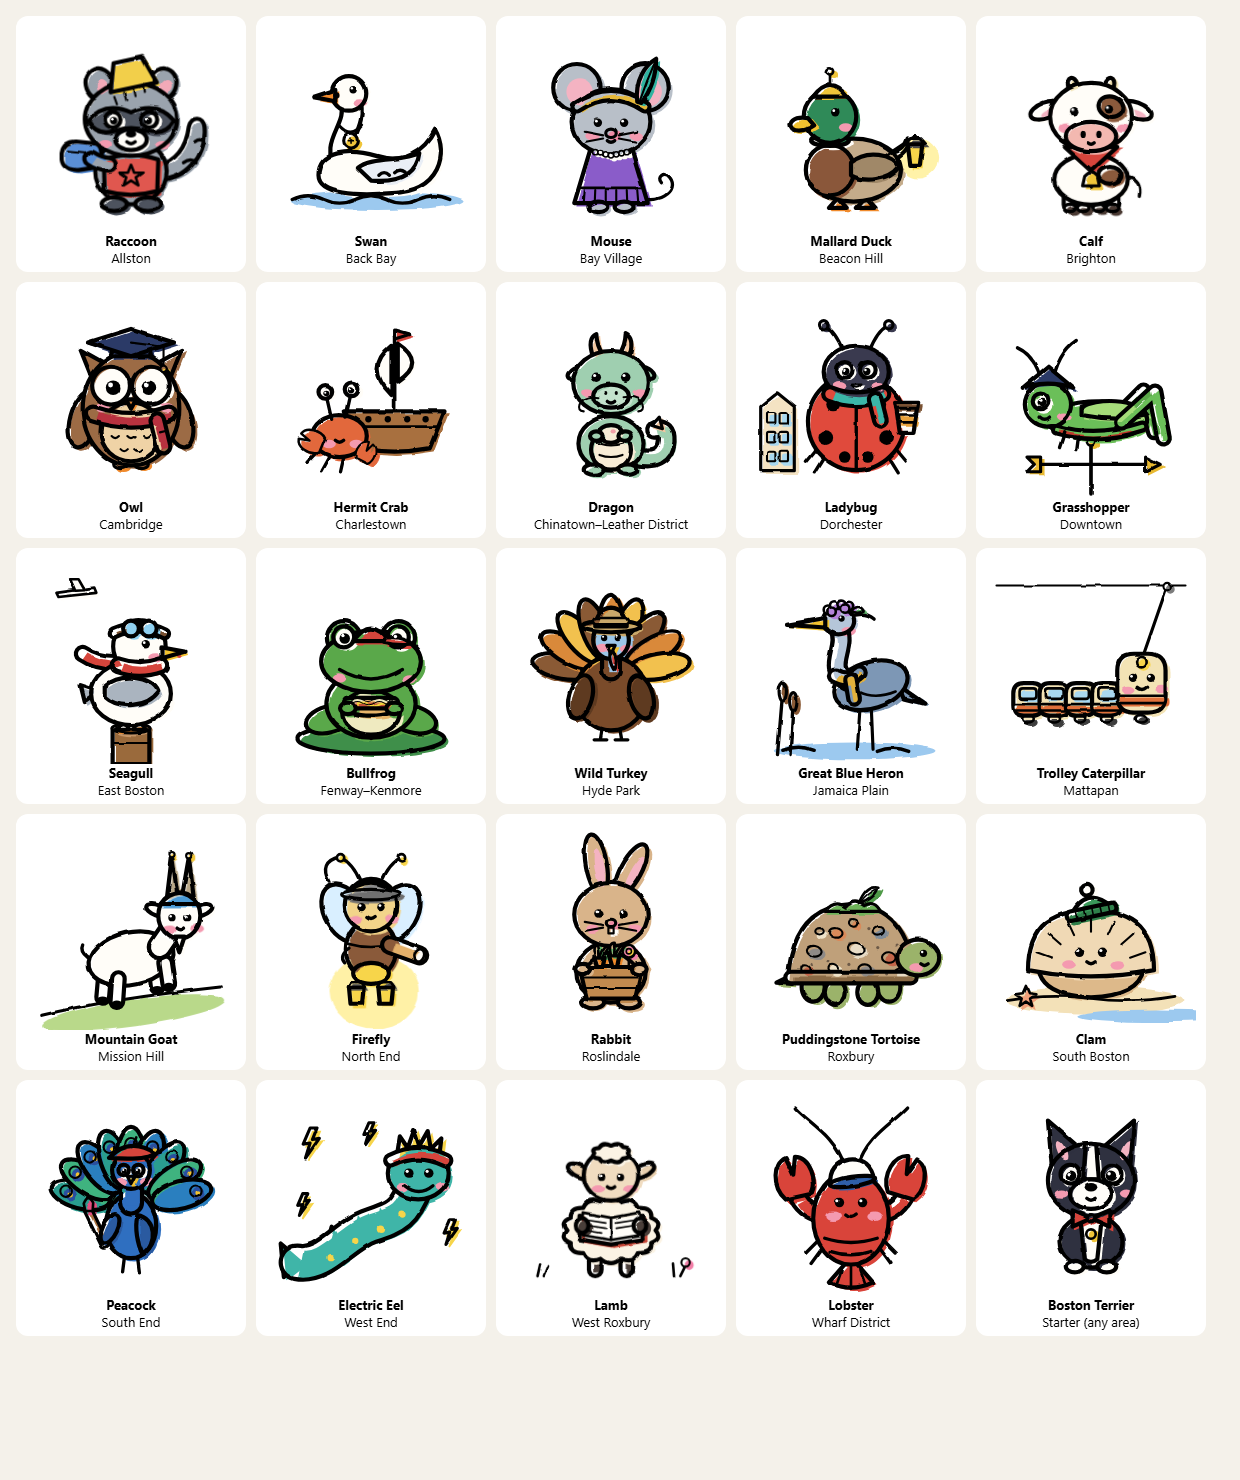 Raccoon
Allston
Swan
Back Bay
Mouse
Bay Village
Mallard Duck
Beacon Hill
Calf
Brighton
Owl
Cambridge
Hermit Crab
Charlestown
Dragon
Chinatown–Leather District
Ladybug
Dorchester
Grasshopper
Downtown
Seagull
East Boston
Bullfrog
Fenway–Kenmore
Wild Turkey
Hyde Park
Great Blue Heron
Jamaica Plain
Trolley Caterpillar
Mattapan
Mountain Goat
Mission Hill
Firefly
North End
Rabbit
Roslindale
Puddingstone Tortoise
Roxbury
Clam
South Boston
Peacock
South End
Electric Eel
West End
Lamb
West Roxbury
Lobster
Wharf District
Boston Terrier
Starter (any area)